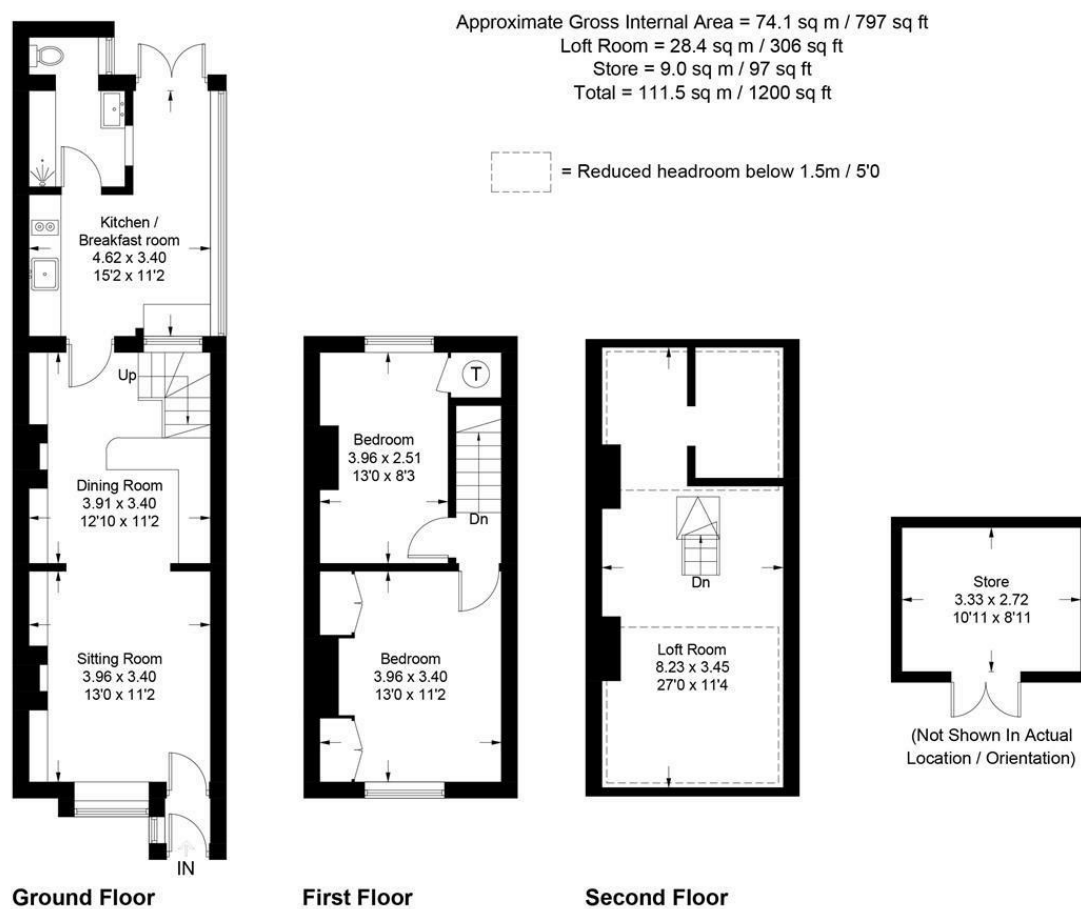 Approximate Gross Internal Area = 74.1 sq m / 797 sq ft
Loft Room = 28.4 sq m / 306 sq ft
Store = 9.0 sq m / 97 sq ft
Total = 111.5 sq m / 1200 sq ft
= Reduced headroom below 1.5m / 5'0
Kitchen /
Breakfast room
4.62 x 3.40
15'2 x 11'2
Up
Dining Room
3.91 x 3.40
12'10 x 11'2
Sitting Room
3.96 x 3.40
13'0 x 11'2
IN
Ground Floor
T
Bedroom
3.96 x 2.51
13'0 x 8'3
Dn
Bedroom
3.96 x 3.40
13'0 x 11'2
First Floor
Dn
Loft Room
8.23 x 3.45
27'0 x 11'4
Second Floor
Store
3.33 x 2.72
10'11 x 8'11
(Not Shown In Actual
Location / Orientation)